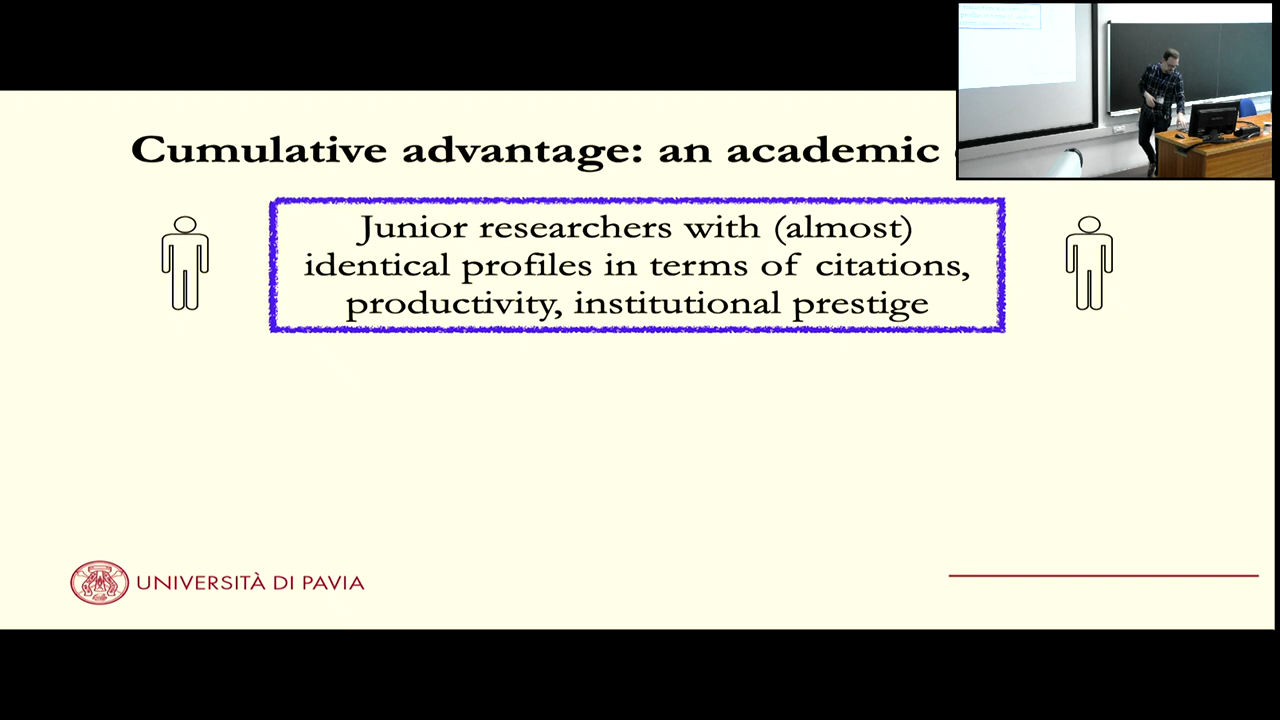 Cumulative advantage: an academic
Junior researchers with (almost)
identical profiles in terms of citations,
productivity, institutional prestige
UNIVERSITÀ DI PAVIA